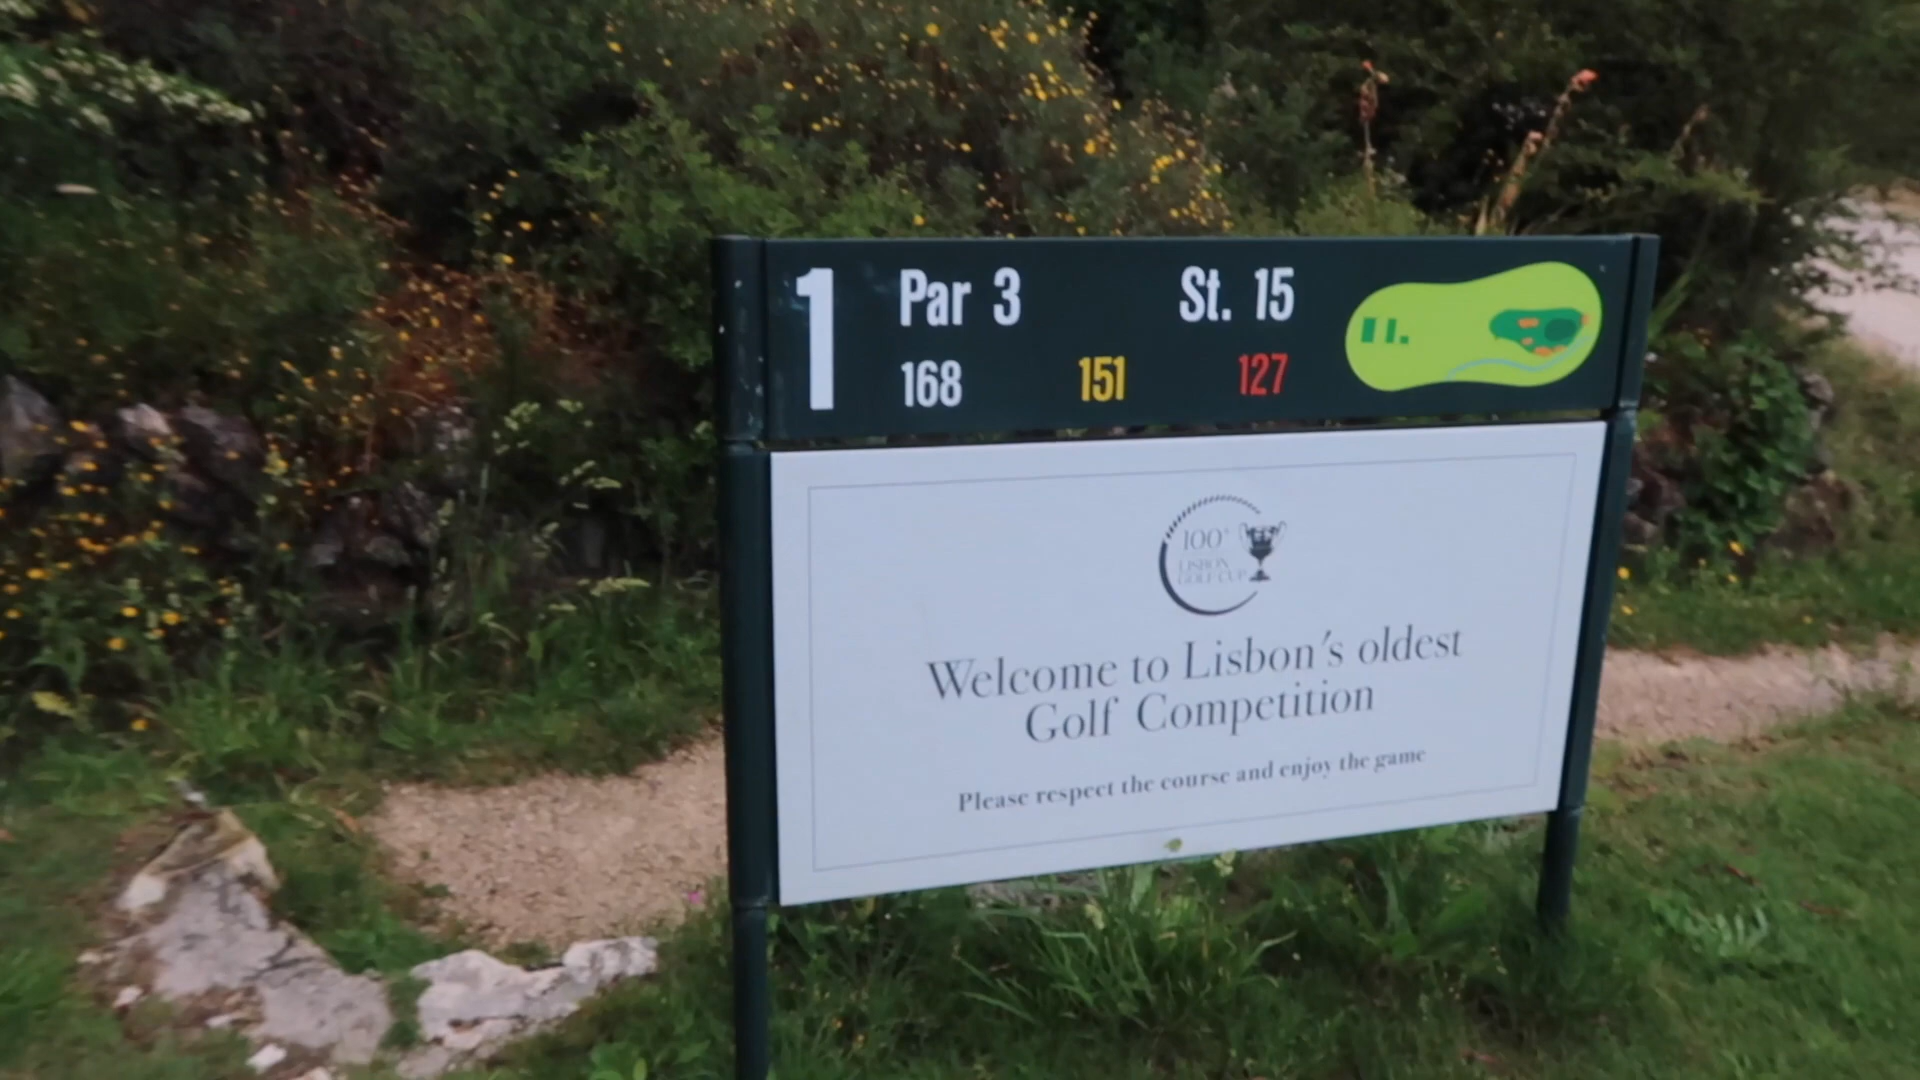 1 Par 3 St. 15
168 151 127
100ª
LISBON
GOLF CUP
Welcome to Lisbon's oldest
Golf Competition
Please respect the course and enjoy the game